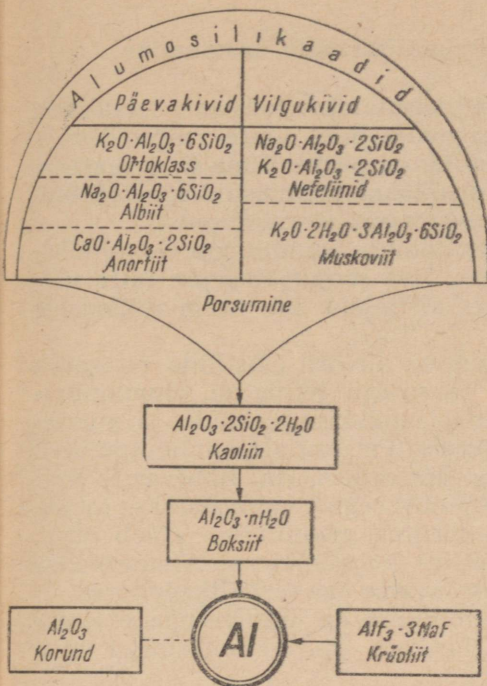 Alumosilikaadid
Päevakivid
K₂O·Al₂O₃·6SiO₂
Ortoklass
Na₂O·Al₂O₃·6SiO₂
Albiit
CaO·Al₂O₃·2SiO₂
Anortiit
Vilgukivid
Na₂O·Al₂O₃·2SiO₂
K₂O·Al₂O₃·2SiO₂
Nefeliinid
K₂O·2H₂O·3Al₂O₃·6SiO₂
Muskoviit
Porsumine
Al₂O₃·2SiO₂·2H₂O
Kaoliin
Al₂O₃·nH₂O
Boksiit
Al₂O₃
Korund
Al
AlF₃·3NaF
Krüoliit